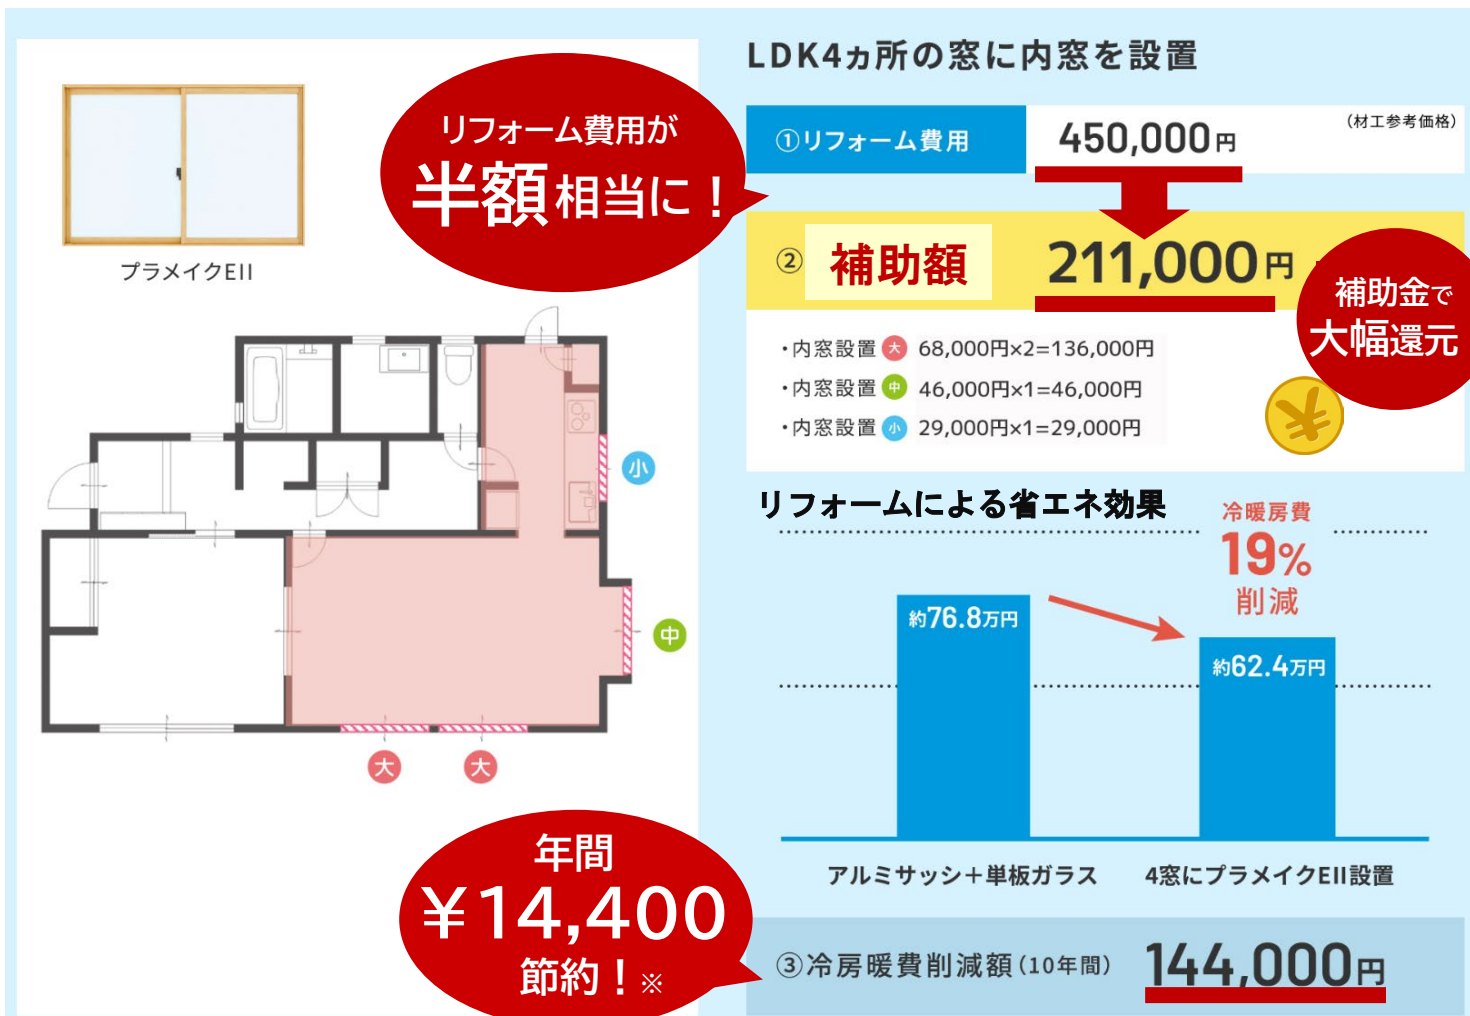 プラメイクEII
リフォーム費用が
半額相当に！
LDK4ヵ所の窓に内窓を設置
①リフォーム費用 450,000円 (材工参考価格)
② 補助額 211,000円
補助金で
大幅還元
・内窓設置 大 68,000円×2=136,000円
・内窓設置 中 46,000円×1=46,000円
・内窓設置 小 29,000円×1=29,000円
小
中
大 大
リフォームによる省エネ効果
冷暖房費
19%
削減
約76.8万円
約62.4万円
アルミサッシ＋単板ガラス 4窓にプラメイクEII設置
年間
¥14,400
節約！※
③冷房暖費削減額(10年間) 144,000円